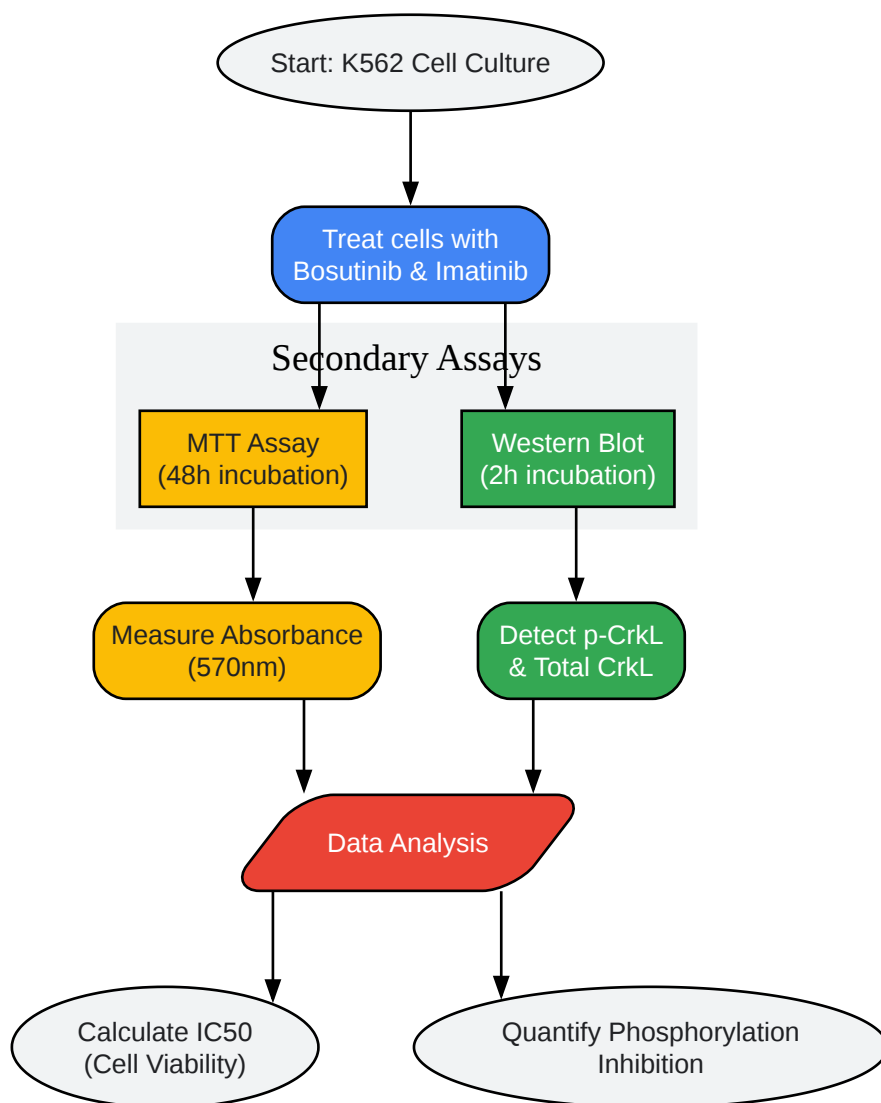 Start: K562 Cell Culture
Treat cells with
Bosutinib & Imatinib
Secondary Assays
MTT Assay
(48h incubation)
Western Blot
(2h incubation)
Measure Absorbance
(570nm)
Detect p-CrkL
& Total CrkL
Data Analysis
Calculate IC50
(Cell Viability)
Quantify Phosphorylation
Inhibition